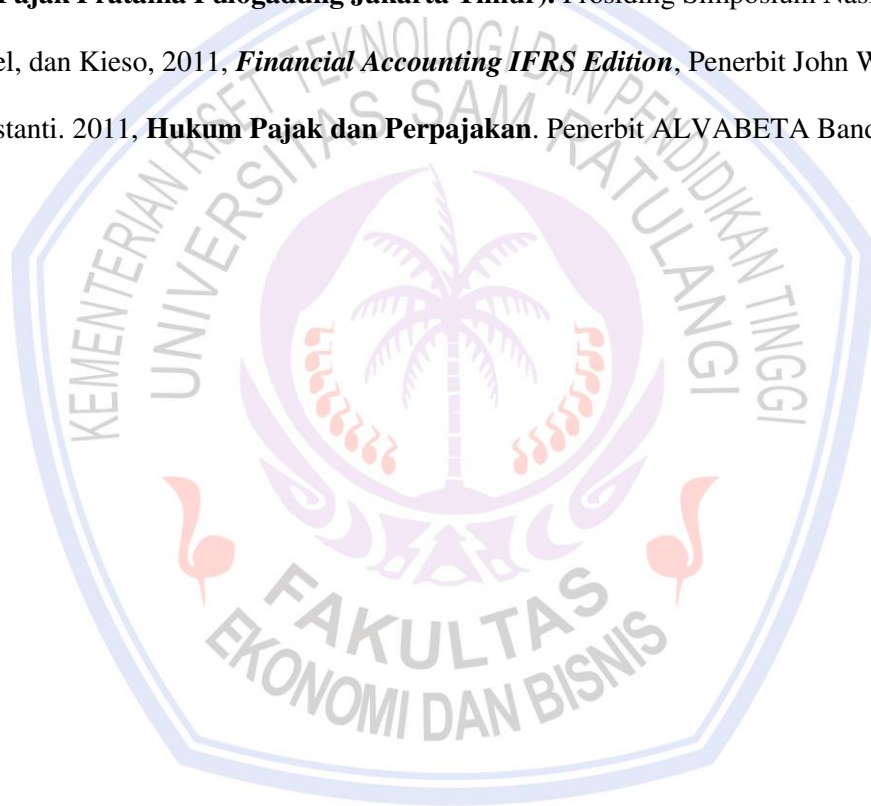 Pajak Pratama Pulogadung Jakarta Timur). Prosiding Simposium Nasi
el, dan Kieso, 2011, Financial Accounting IFRS Edition, Penerbit John W
stanti. 2011, Hukum Pajak dan Perpajakan. Penerbit ALVABETA Band
KEMENTERIAN RISET TEKNOLOGI DAN PENDIDIKAN TINGGI
UNIVERSITAS SAM RATULANGI
FAKULTAS
EKONOMI DAN BISNIS